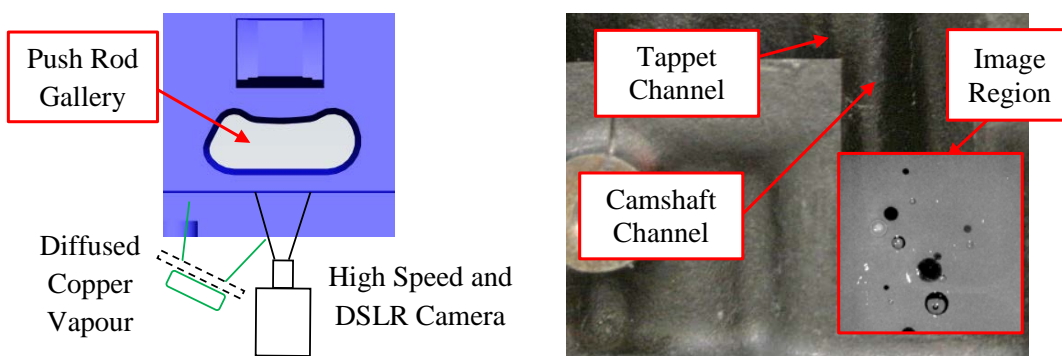 Push Rod
Gallery
Diffused
Copper
Vapour
High Speed and
DSLR Camera
Tappet
Channel
Image
Region
Camshaft
Channel